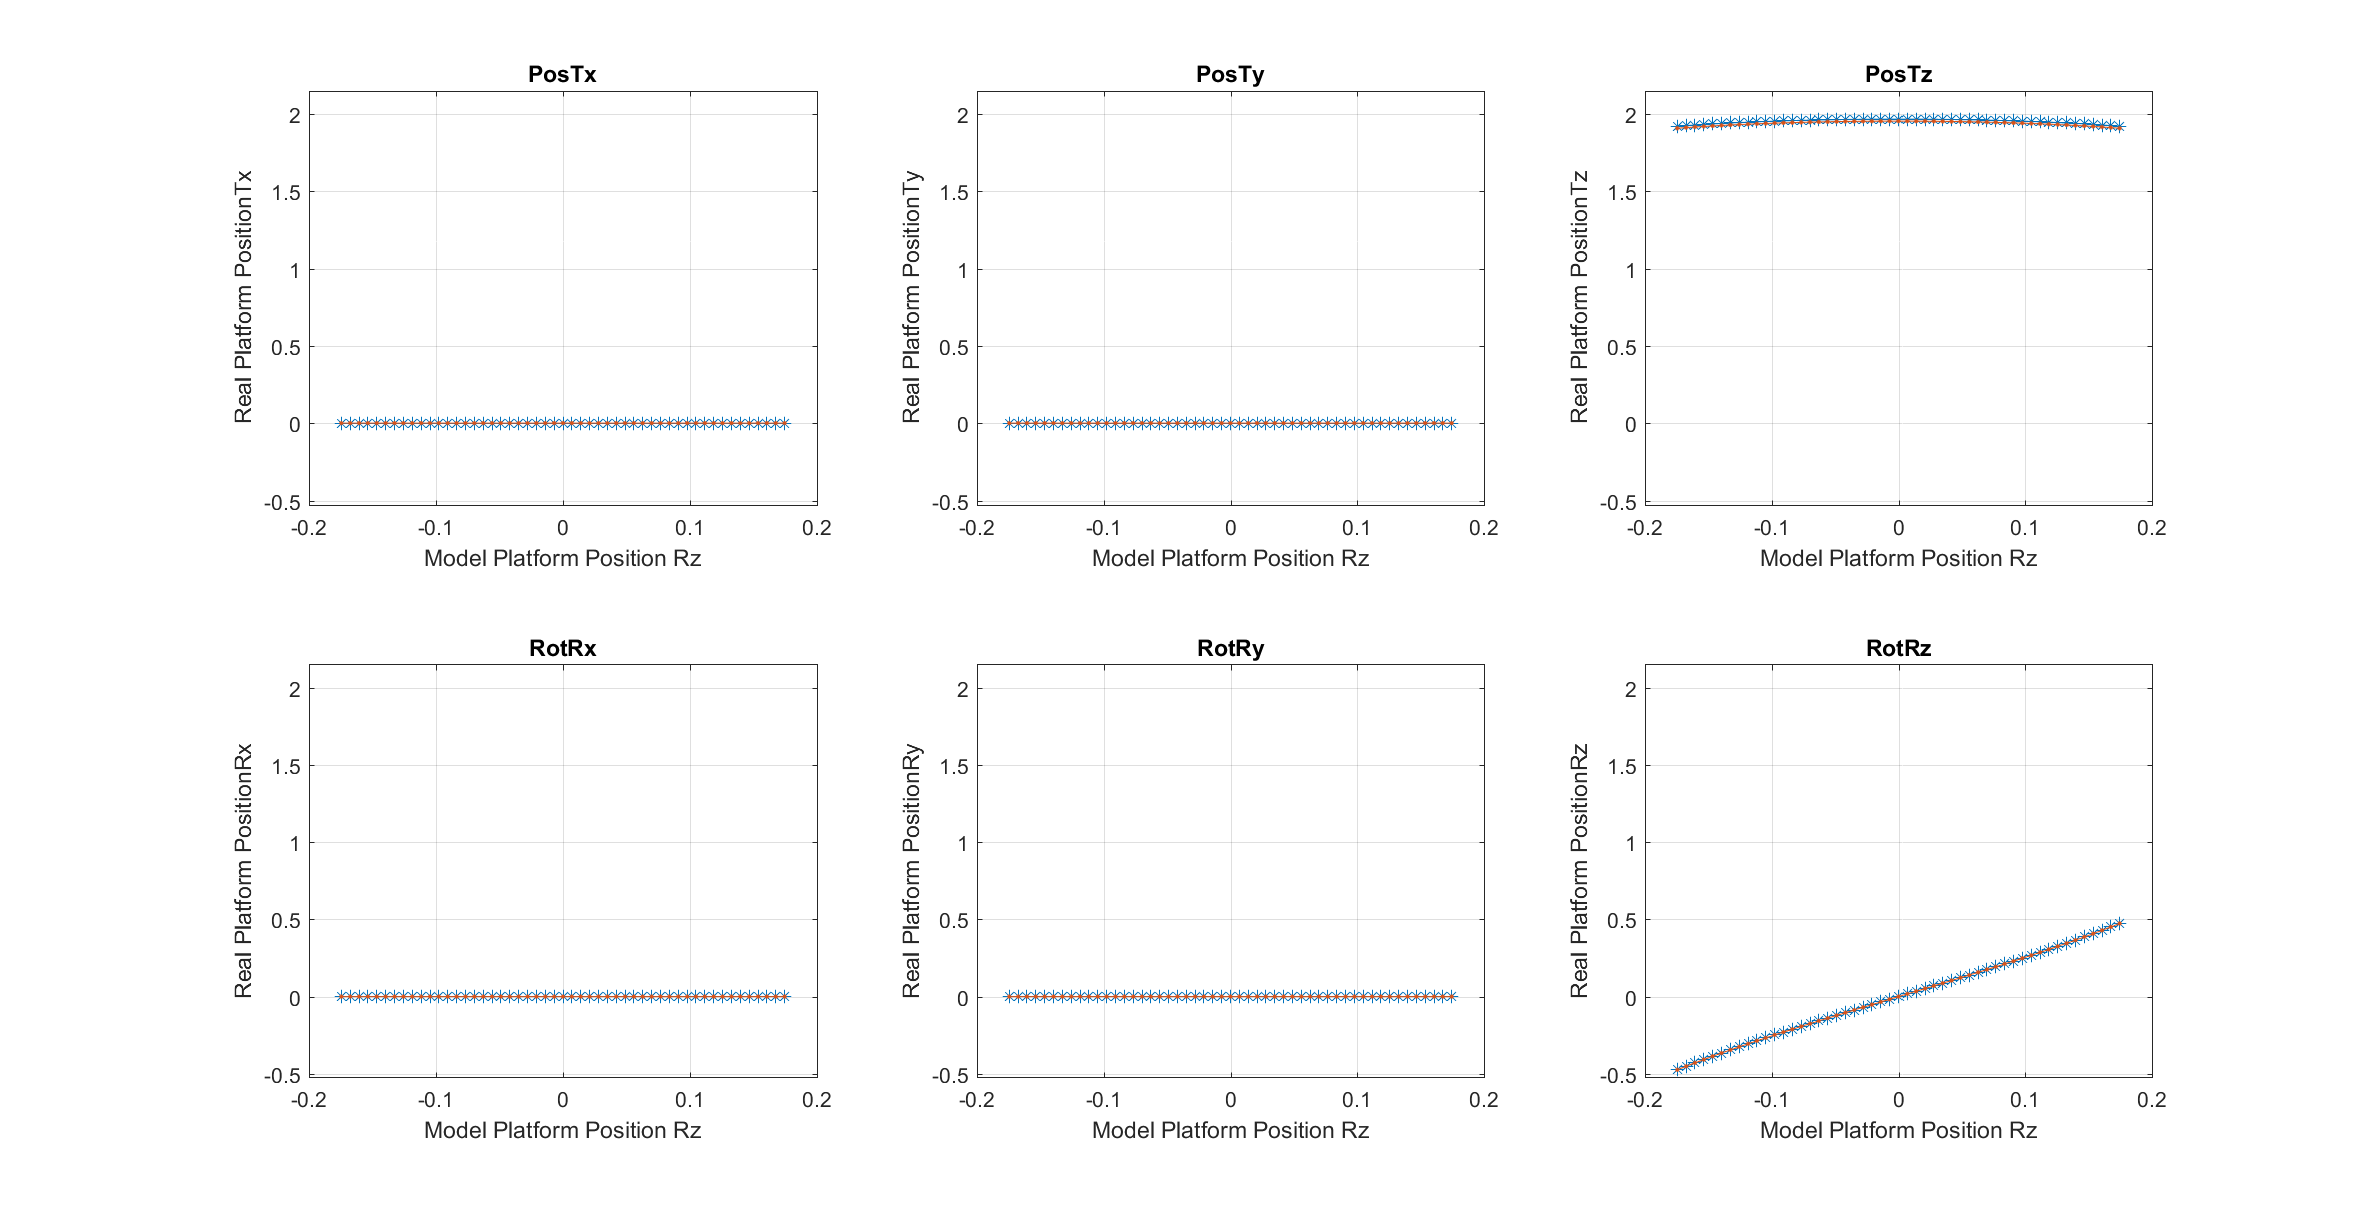 PosTx
2
1.5
1
0.5
0
-0.5
Real Platform PositionTx
-0.2 -0.1 0 0.1 0.2
Model Platform Position Rz
PosTy
2
1.5
1
0.5
0
-0.5
Real Platform PositionTy
-0.2 -0.1 0 0.1 0.2
Model Platform Position Rz
PosTz
2
1.5
1
0.5
0
-0.5
Real Platform PositionTz
-0.2 -0.1 0 0.1 0.2
Model Platform Position Rz
RotRx
2
1.5
1
0.5
0
-0.5
Real Platform PositionRx
-0.2 -0.1 0 0.1 0.2
Model Platform Position Rz
RotRy
2
1.5
1
0.5
0
-0.5
Real Platform PositionRy
-0.2 -0.1 0 0.1 0.2
Model Platform Position Rz
RotRz
2
1.5
1
0.5
0
-0.5
Real Platform PositionRz
-0.2 -0.1 0 0.1 0.2
Model Platform Position Rz